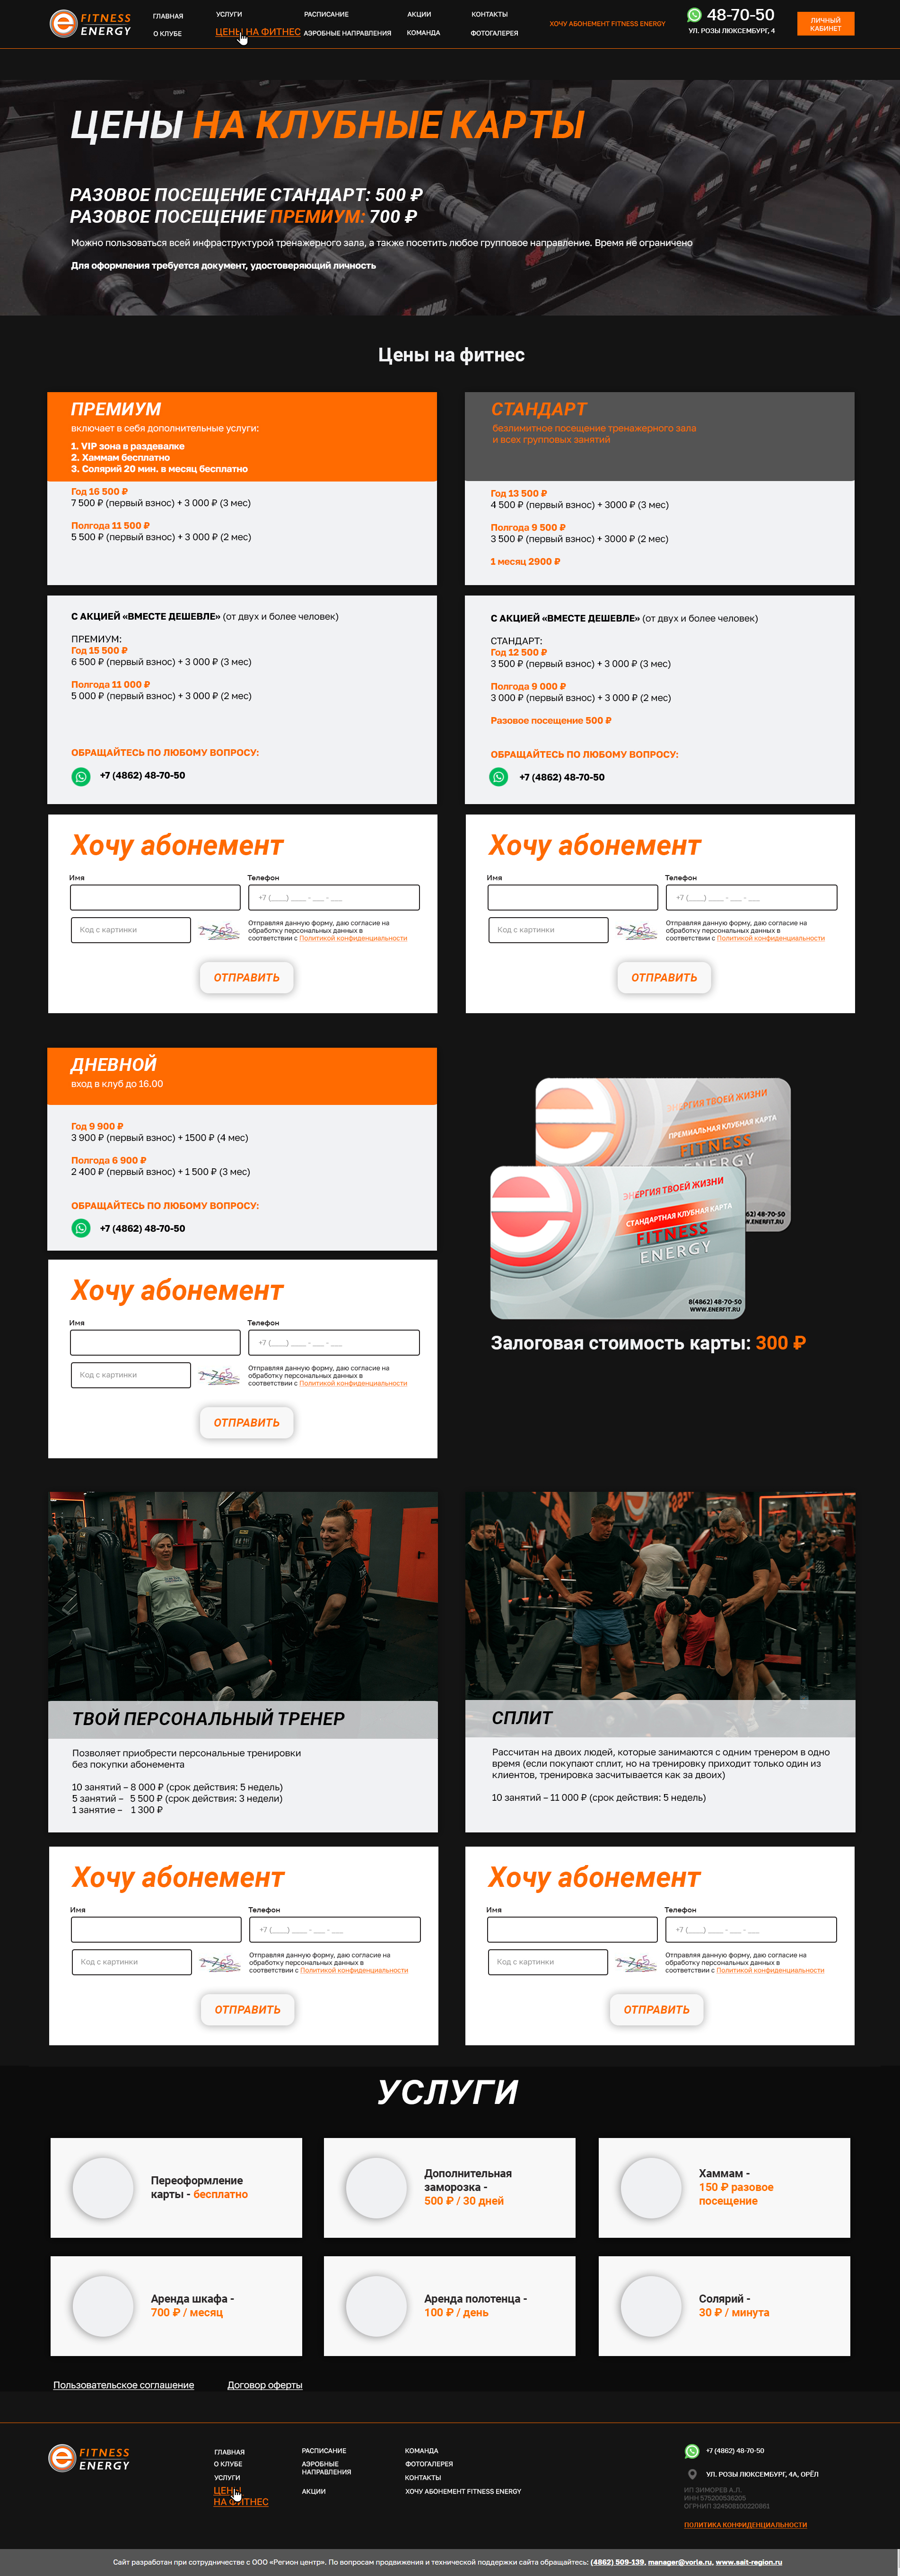 FITNESS
ENERGY
ГЛАВНАЯ
О КЛУБЕ
УСЛУГИ
ЦЕНЫ НА ФИТНЕС
РАСПИСАНИЕ
АЭРОБНЫЕ НАПРАВЛЕНИЯ
АКЦИИ
КОМАНДА
КОНТАКТЫ
ФОТОГАЛЕРЕЯ
ХОЧУ АБОНЕМЕНТ FITNESS ENERGY
48-70-50
УЛ. РОЗЫ ЛЮКСЕМБУРГ, 4
ЛИЧНЫЙ
КАБИНЕТ
ЦЕНЫ НА КЛУБНЫЕ КАРТЫ
РАЗОВОЕ ПОСЕЩЕНИЕ СТАНДАРТ: 500 ₽
РАЗОВОЕ ПОСЕЩЕНИЕ ПРЕМИУМ: 700 ₽
Можно пользоваться всей инфраструктурой тренажерного зала, а также посетить любое групповое направление. Время не ограничено
Для оформления требуется документ, удостоверяющий личность
Цены на фитнес
ПРЕМИУМ
включает в себя дополнительные услуги:
1. VIP зона в раздевалке
2. Хаммам бесплатно
3. Солярий 20 мин. в месяц бесплатно
Год 16 500 ₽
7 500 ₽ (первый взнос) + 3 000 ₽ (3 мес)
Полгода 11 500 ₽
5 500 ₽ (первый взнос) + 3 000 ₽ (2 мес)
СТАНДАРТ
безлимитное посещение тренажерного зала
и всех групповых занятий
Год 13 500 ₽
4 500 ₽ (первый взнос) + 3000 ₽ (3 мес)
Полгода 9 500 ₽
3 500 ₽ (первый взнос) + 3000 ₽ (2 мес)
1 месяц 2900 ₽
С АКЦИЕЙ «ВМЕСТЕ ДЕШЕВЛЕ» (от двух и более человек)
ПРЕМИУМ:
Год 15 500 ₽
6 500 ₽ (первый взнос) + 3 000 ₽ (3 мес)
Полгода 11 000 ₽
5 000 ₽ (первый взнос) + 3 000 ₽ (2 мес)
ОБРАЩАЙТЕСЬ ПО ЛЮБОМУ ВОПРОСУ:
+7 (4862) 48-70-50
С АКЦИЕЙ «ВМЕСТЕ ДЕШЕВЛЕ» (от двух и более человек)
СТАНДАРТ:
Год 12 500 ₽
3 500 ₽ (первый взнос) + 3 000 ₽ (3 мес)
Полгода 9 000 ₽
3 000 ₽ (первый взнос) + 3 000 ₽ (2 мес)
Разовое посещение 500 ₽
ОБРАЩАЙТЕСЬ ПО ЛЮБОМУ ВОПРОСУ:
+7 (4862) 48-70-50
Хочу абонемент
Имя
Телефон
+7 (____) ____ - ___ - ___
Код с картинки
Отправляя данную форму, даю согласие на
обработку персональных данных в
соответствии с Политикой конфиденциальности
ОТПРАВИТЬ
Хочу абонемент
Имя
Телефон
+7 (____) ____ - ___ - ___
Код с картинки
Отправляя данную форму, даю согласие на
обработку персональных данных в
соответствии с Политикой конфиденциальности
ОТПРАВИТЬ
ДНЕВНОЙ
вход в клуб до 16.00
Год 9 900 ₽
3 900 ₽ (первый взнос) + 1500 ₽ (4 мес)
Полгода 6 900 ₽
2 400 ₽ (первый взнос) + 1 500 ₽ (3 мес)
ОБРАЩАЙТЕСЬ ПО ЛЮБОМУ ВОПРОСУ:
+7 (4862) 48-70-50
ЭНЕРГИЯ ТВОЕЙ ЖИЗНИ
ПРЕМИАЛЬНАЯ КЛУБНАЯ КАРТА
FITNESS
ENERGY
ЭНЕРГИЯ ТВОЕЙ ЖИЗНИ
СТАНДАРТНАЯ КЛУБНАЯ КАРТА
FITNESS
ENERGY
8(4862) 48-70-50
WWW.ENERFIT.RU
Залоговая стоимость карты: 300 ₽
Хочу абонемент
Имя
Телефон
+7 (____) ____ - ___ - ___
Код с картинки
Отправляя данную форму, даю согласие на
обработку персональных данных в
соответствии с Политикой конфиденциальности
ОТПРАВИТЬ
ТВОЙ ПЕРСОНАЛЬНЫЙ ТРЕНЕР
Позволяет приобрести персональные тренировки
без покупки абонемента
10 занятий – 8 000 ₽ (срок действия: 5 недель)
5 занятий – 5 500 ₽ (срок действия: 3 недели)
1 занятие – 1 300 ₽
СПЛИТ
Рассчитан на двоих людей, которые занимаются с одним тренером в одно
время (если покупают сплит, но на тренировку приходит только один из
клиентов, тренировка засчитывается как за двоих)
10 занятий – 11 000 ₽ (срок действия: 5 недель)
Хочу абонемент
Имя
Телефон
+7 (____) ____ - ___ - ___
Код с картинки
Отправляя данную форму, даю согласие на
обработку персональных данных в
соответствии с Политикой конфиденциальности
ОТПРАВИТЬ
Хочу абонемент
Имя
Телефон
+7 (____) ____ - ___ - ___
Код с картинки
Отправляя данную форму, даю согласие на
обработку персональных данных в
соответствии с Политикой конфиденциальности
ОТПРАВИТЬ
УСЛУГИ
Переоформление
карты - бесплатно
Дополнительная
заморозка -
500 ₽ / 30 дней
Хаммам -
150 ₽ разовое
посещение
Аренда шкафа -
700 ₽ / месяц
Аренда полотенца -
100 ₽ / день
Солярий -
30 ₽ / минута
Пользовательское соглашение
Договор оферты
FITNESS
ENERGY
ГЛАВНАЯ
О КЛУБЕ
УСЛУГИ
ЦЕНЫ
НА ФИТНЕС
РАСПИСАНИЕ
АЭРОБНЫЕ
НАПРАВЛЕНИЯ
АКЦИИ
КОМАНДА
ФОТОГАЛЕРЕЯ
КОНТАКТЫ
ХОЧУ АБОНЕМЕНТ FITNESS ENERGY
+7 (4862) 48-70-50
УЛ. РОЗЫ ЛЮКСЕМБУРГ, 4А, ОРЁЛ
ИП ЗИМОРЕВ А.Л.
ИНН 575200536205
ОГРНИП 324508100220861
ПОЛИТИКА КОНФИДЕНЦИАЛЬНОСТИ
Сайт разработан при сотрудничестве с ООО «Регион центр». По вопросам продвижения и технической поддержки сайта обращайтесь: (4862) 509-139, manager@vorle.ru, www.sait-region.ru